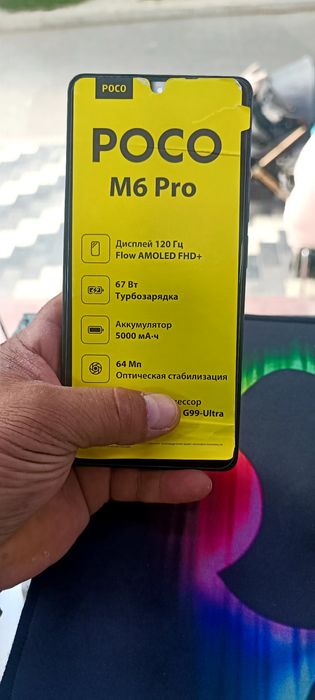 POCO
POCO
M6 Pro
Дисплей 120 Гц
Flow AMOLED FHD+
67 Вт
Турбозарядка
Аккумулятор
5000 мА·ч
64 Мп
Оптическая стабилизация
G99-Ultra